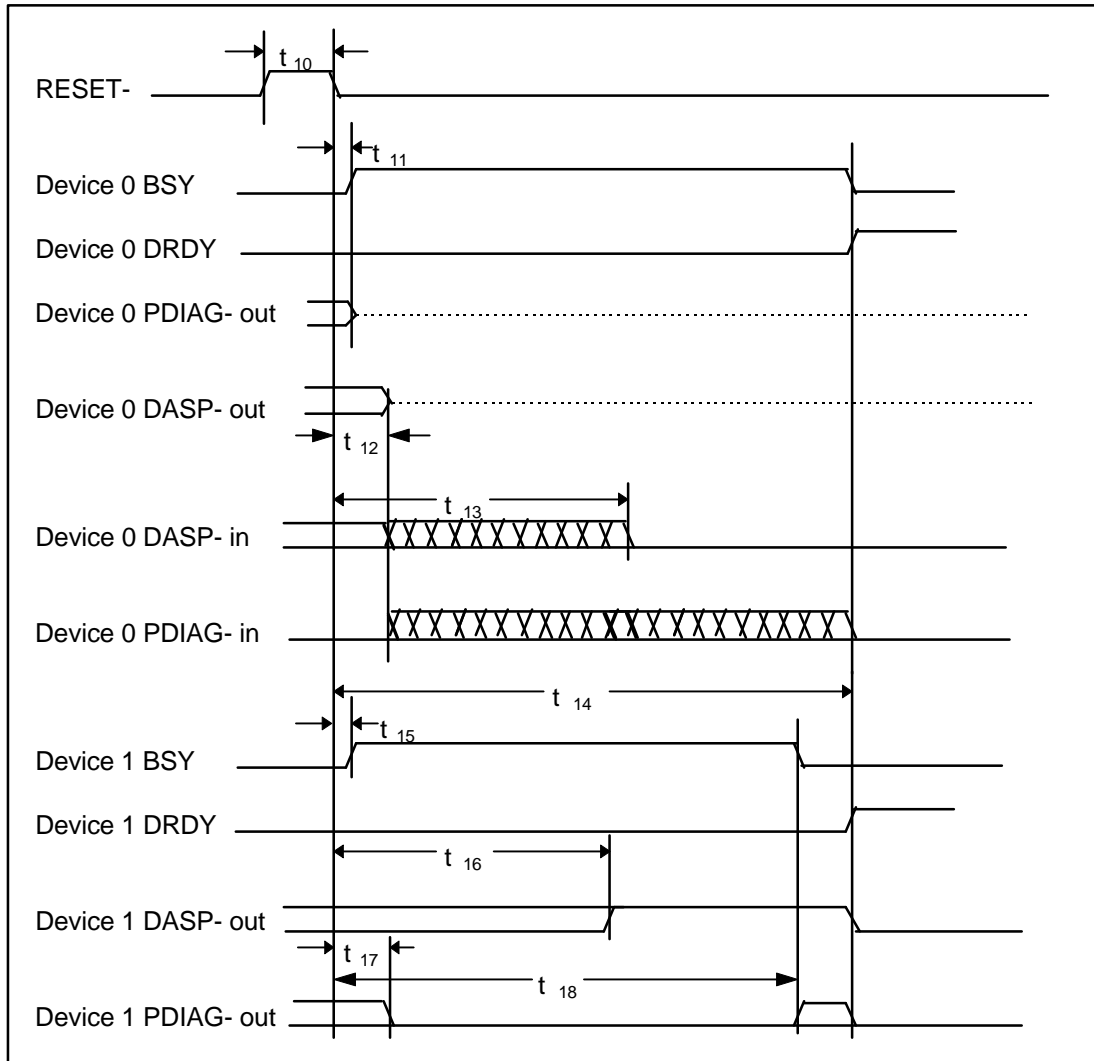 t 10
RESET-
t 11
Device 0 BSY
Device 0 DRDY
Device 0 PDIAG- out
Device 0 DASP- out
t 12
t 13
Device 0 DASP- in
Device 0 PDIAG- in
t 14
t 15
Device 1 BSY
Device 1 DRDY
t 16
Device 1 DASP- out
t 17
t 18
Device 1 PDIAG- out